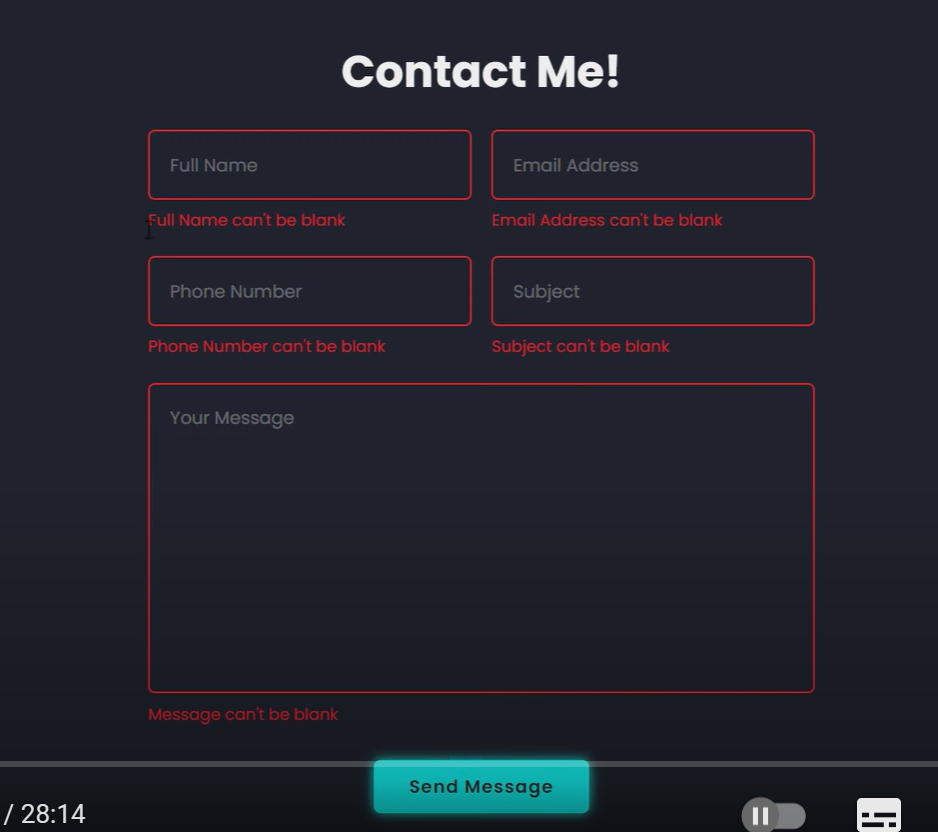 Contact Me!
Full Name
Email Address
Full Name can't be blank
Email Address can't be blank
Phone Number
Subject
Phone Number can't be blank
Subject can't be blank
Your Message
Message can't be blank
Send Message
/ 28:14